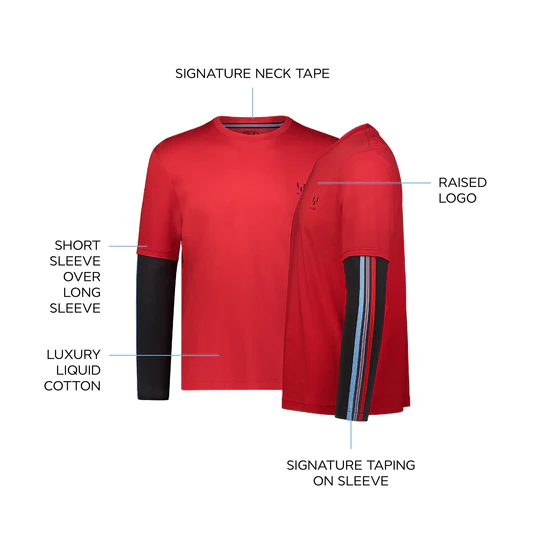 SIGNATURE NECK TAPE
RAISED
LOGO
SHORT
SLEEVE
OVER
LONG
SLEEVE
LUXURY
LIQUID
COTTON
SIGNATURE TAPING
ON SLEEVE